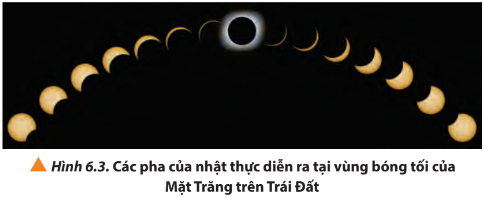 ▲ Hình 6.3. Các pha của nhật thực diễn ra tại vùng bóng tối của
Mặt Trăng trên Trái Đất